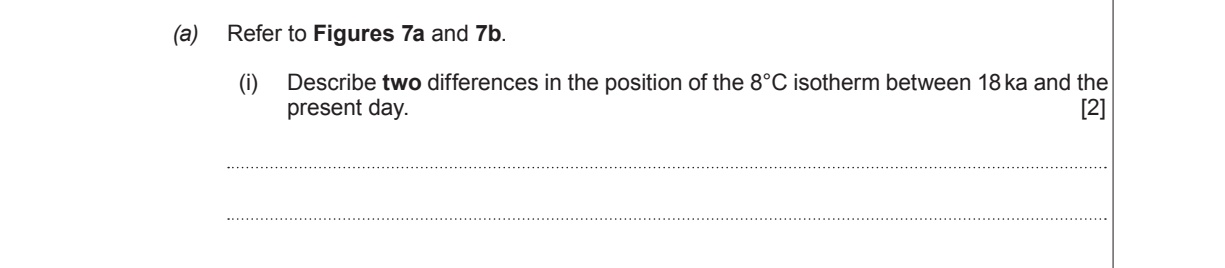 (a) Refer to Figures 7a and 7b.
(i) Describe two differences in the position of the 8°C isotherm between 18 ka and the
present day. [2]